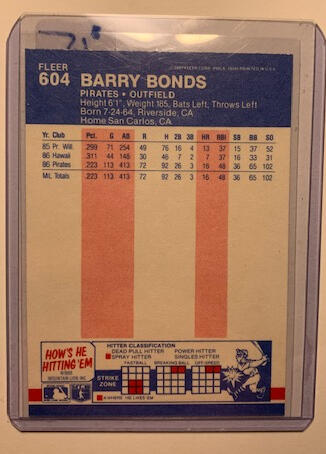 FLEER
604 BARRY BONDS
PIRATES • OUTFIELD
Height 6'1", Weight 185, Bats Left, Throws Left
Born 7-24-64, Riverside, CA
Home San Carlos, CA
Yr. Club Pct. G AB R H 2B 3B HR RBI SB BB SO
85 Pr. Will. .299 71 254 49 76 16 4 13 37 15 37 52
86 Hawaii .311 44 148 30 46 7 2 7 37 16 33 31
86 Pirates .223 113 413 72 92 26 3 16 48 36 65 102
ML Totals .223 113 413 72 92 26 3 16 48 36 65 102
HOW'S HE
HITTING 'EM
HITTER CLASSIFICATION
DEAD PULL HITTER POWER HITTER
SPRAY HITTER SINGLES HITTER
FASTBALL BREAKING BALL OFF-SPEED
STRIKE
ZONE
X-WHERE HE LIKES 'EM